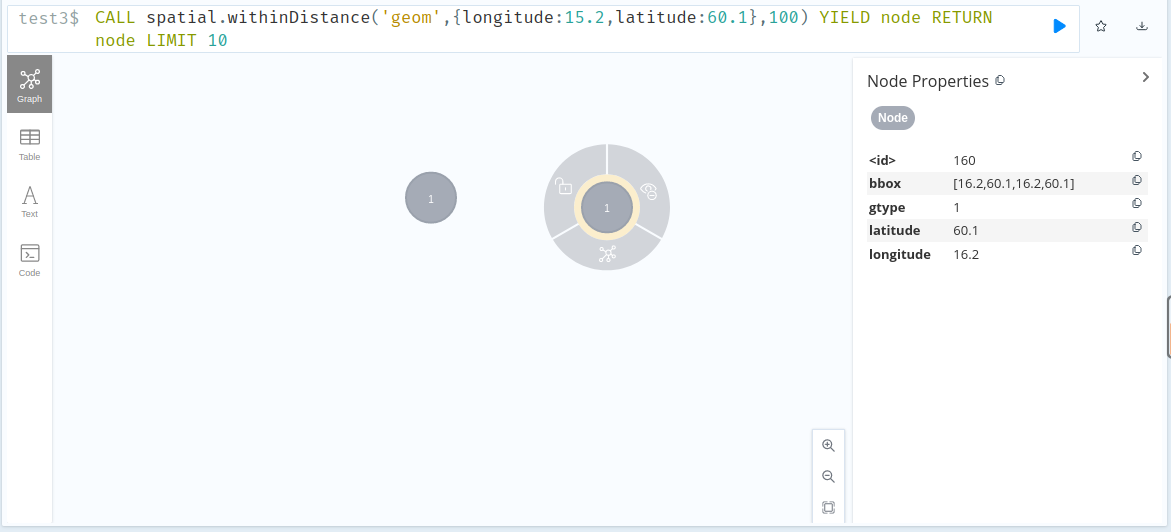 test3$ CALL spatial.withinDistance('geom',{longitude:15.2,latitude:60.1},100) YIELD node RETURN
node LIMIT 10
Graph
Table
Text
Code
1
1
Node Properties
Node
<id> 160
bbox [16.2,60.1,16.2,60.1]
gtype 1
latitude 60.1
longitude 16.2